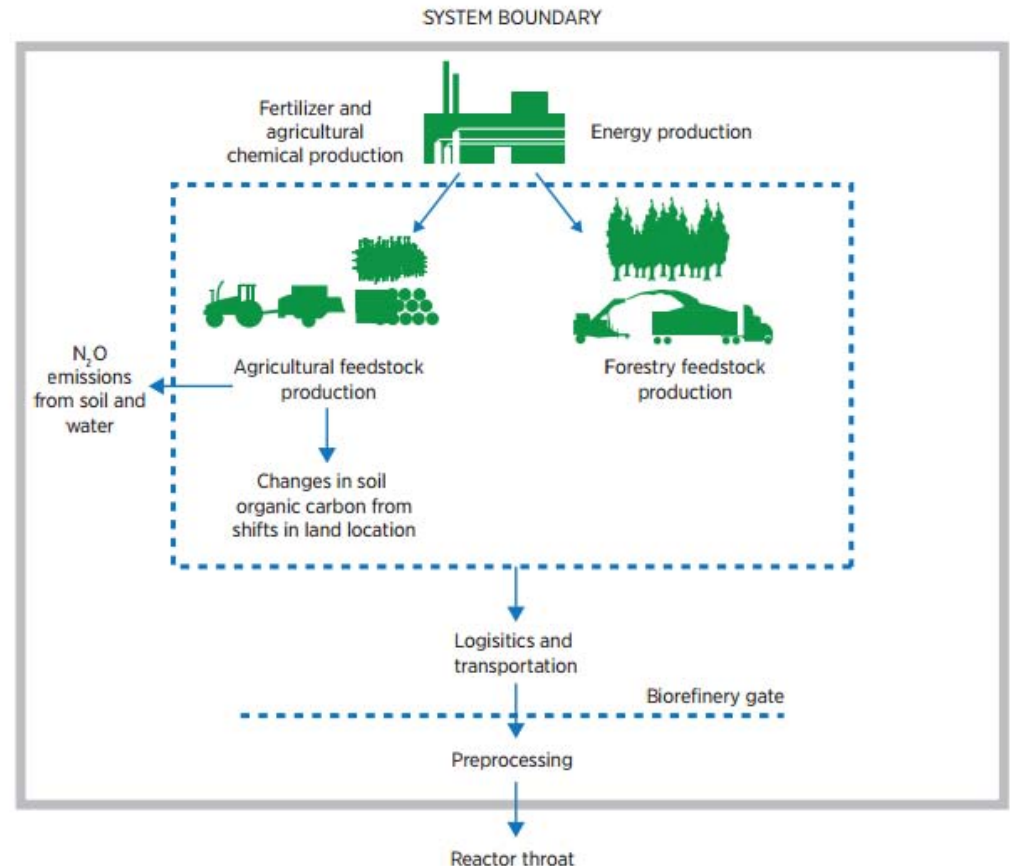 SYSTEM BOUNDARY
Fertilizer and
agricultural
chemical production
Energy production
N₂O
emissions
from soil and
water
Agricultural feedstock
production
Forestry feedstock
production
Changes in soil
organic carbon from
shifts in land location
Logisitics and
transportation
Biorefinery gate
Preprocessing
Reactor throat